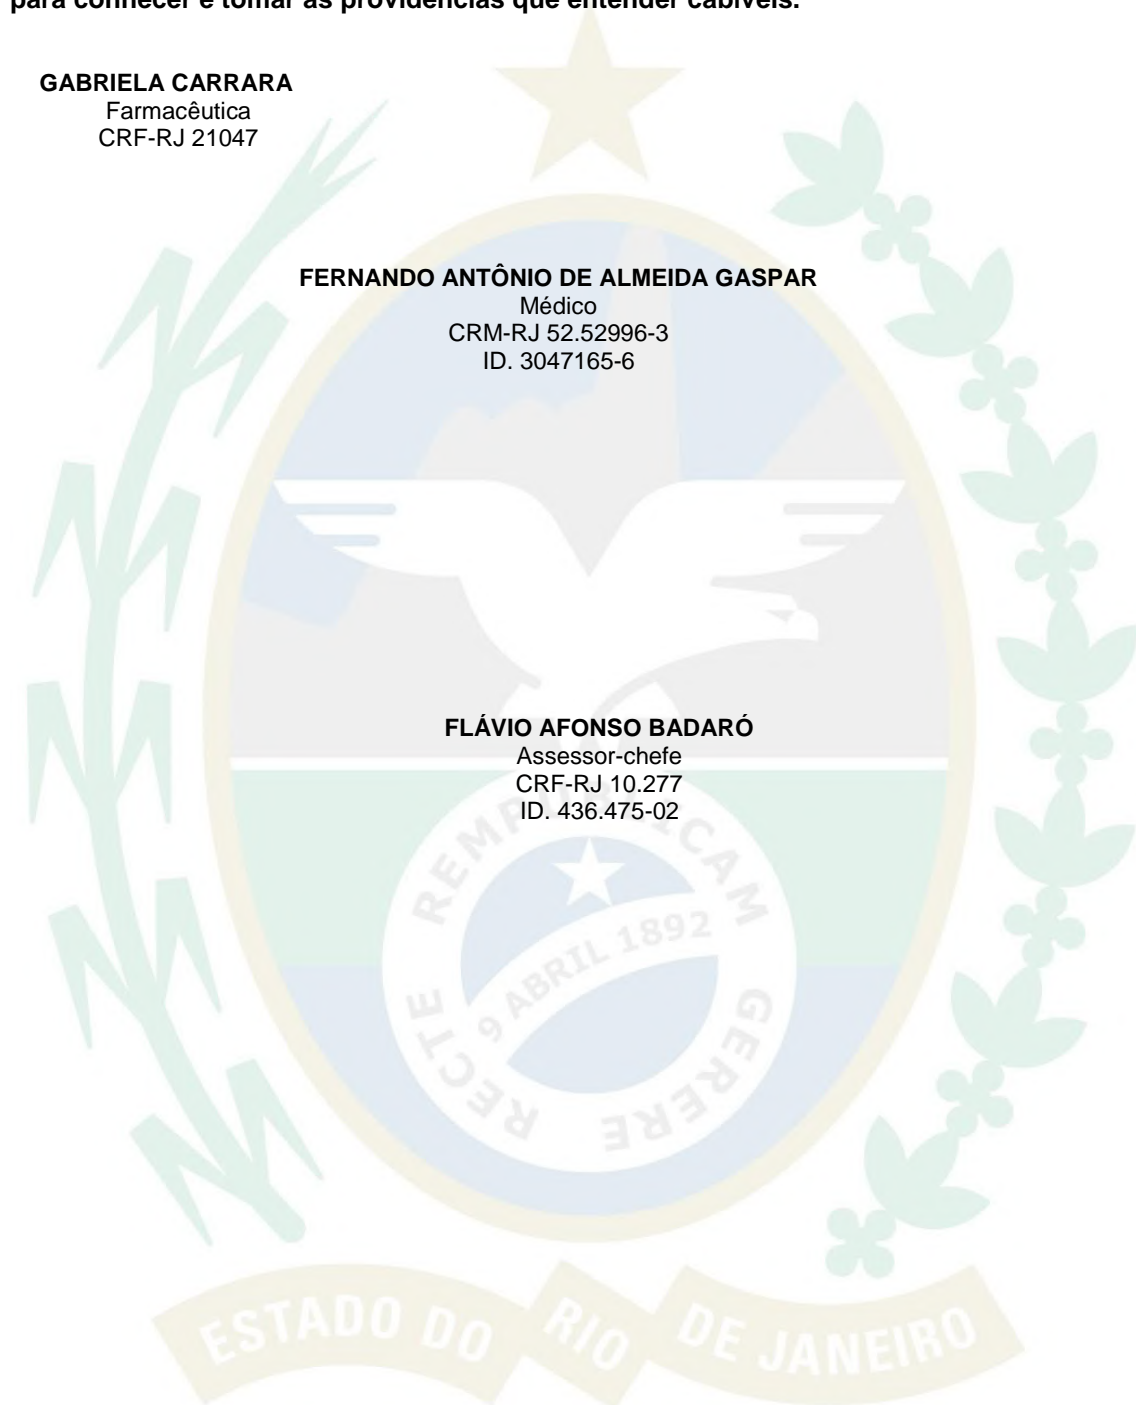 para conhecer e tomar as providências que entender cabíveis.
GABRIELA CARRARA
Farmacêutica
CRF-RJ 21047
FERNANDO ANTÔNIO DE ALMEIDA GASPAR
Médico
CRM-RJ 52.52996-3
ID. 3047165-6
FLÁVIO AFONSO BADARÓ
Assessor-chefe
CRF-RJ 10.277
ID. 436.475-02
RECTE REMPUBLICAM GERERE
9 ABRIL 1892
ESTADO DO RIO DE JANEIRO